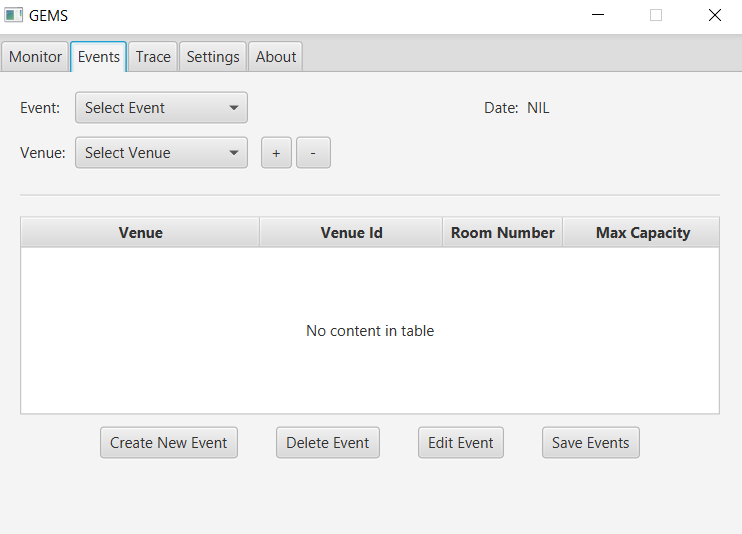 GEMS
Monitor Events Trace Settings About
Event: Select Event Date: NIL
Venue: Select Venue + -
Venue Venue Id Room Number Max Capacity
No content in table
Create New Event Delete Event Edit Event Save Events